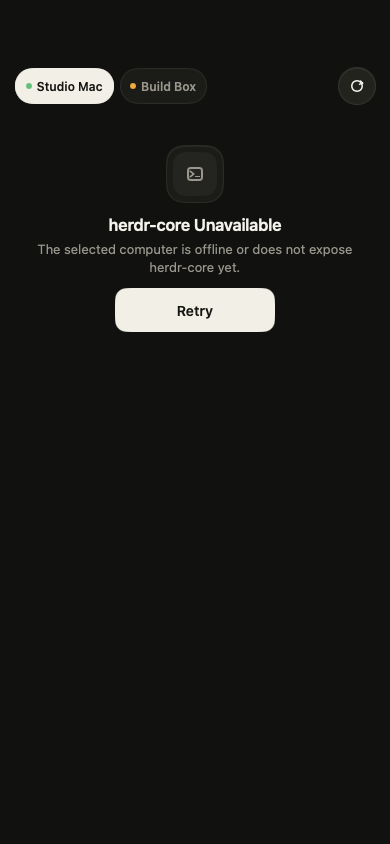 Studio Mac
Build Box
herdr-core Unavailable
The selected computer is offline or does not expose
herdr-core yet.
Retry